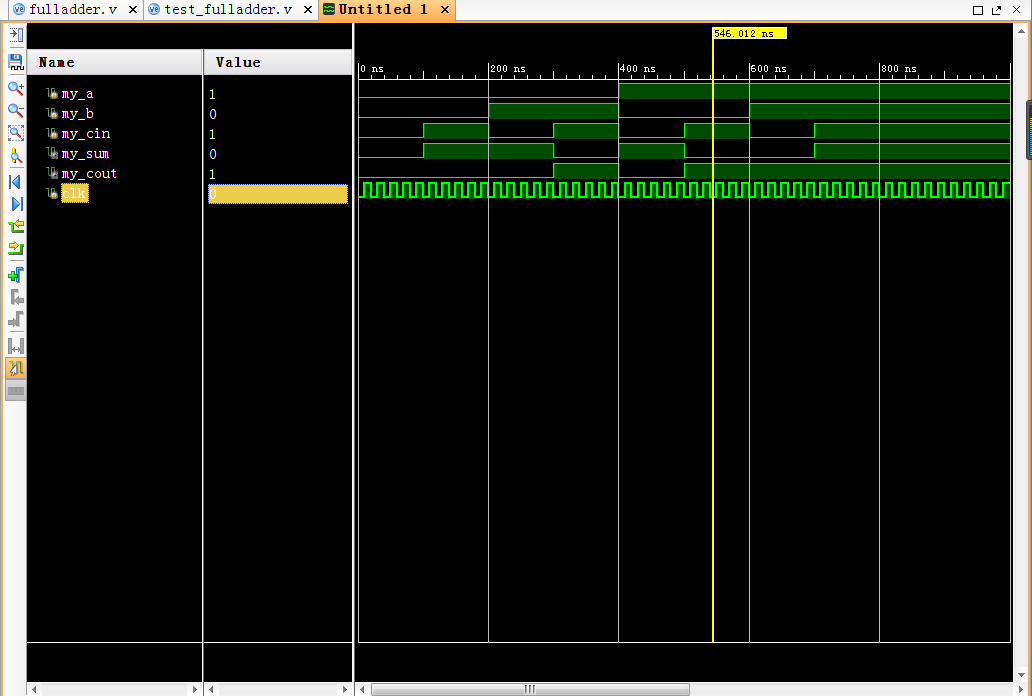 fulladder.v test_fulladder.v Untitled 1
546.012 ns
Name Value
0 ns 200 ns 400 ns 600 ns 800 ns
my_a 1
my_b 0
my_cin 1
my_sum 0
my_cout 1
clk 0